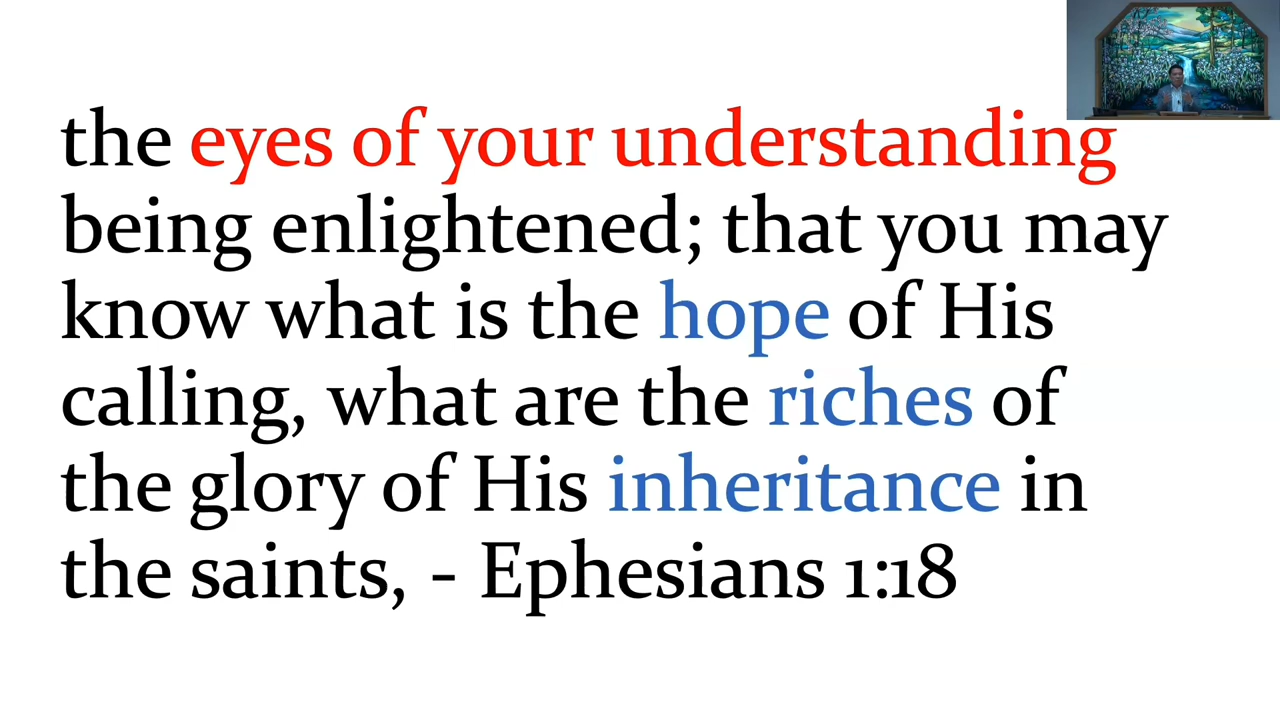 the eyes of your understanding
being enlightened; that you may
know what is the hope of His
calling, what are the riches of
the glory of His inheritance in
the saints, - Ephesians 1:18